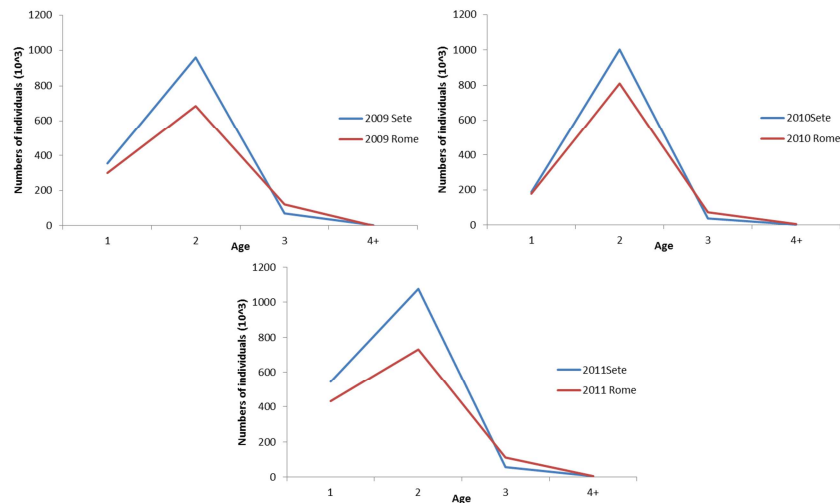 Numbers of individuals (10^3)
1200
1000
800
600
400
200
0
1 2 3 4+
Age
2009 Sete
2009 Rome
Numbers of individuals (10^3)
1200
1000
800
600
400
200
0
1 2 3 4+
Age
2010Sete
2010 Rome
Numbers of individuals (10^3)
1200
1000
800
600
400
200
0
1 2 3 4+
Age
2011Sete
2011 Rome